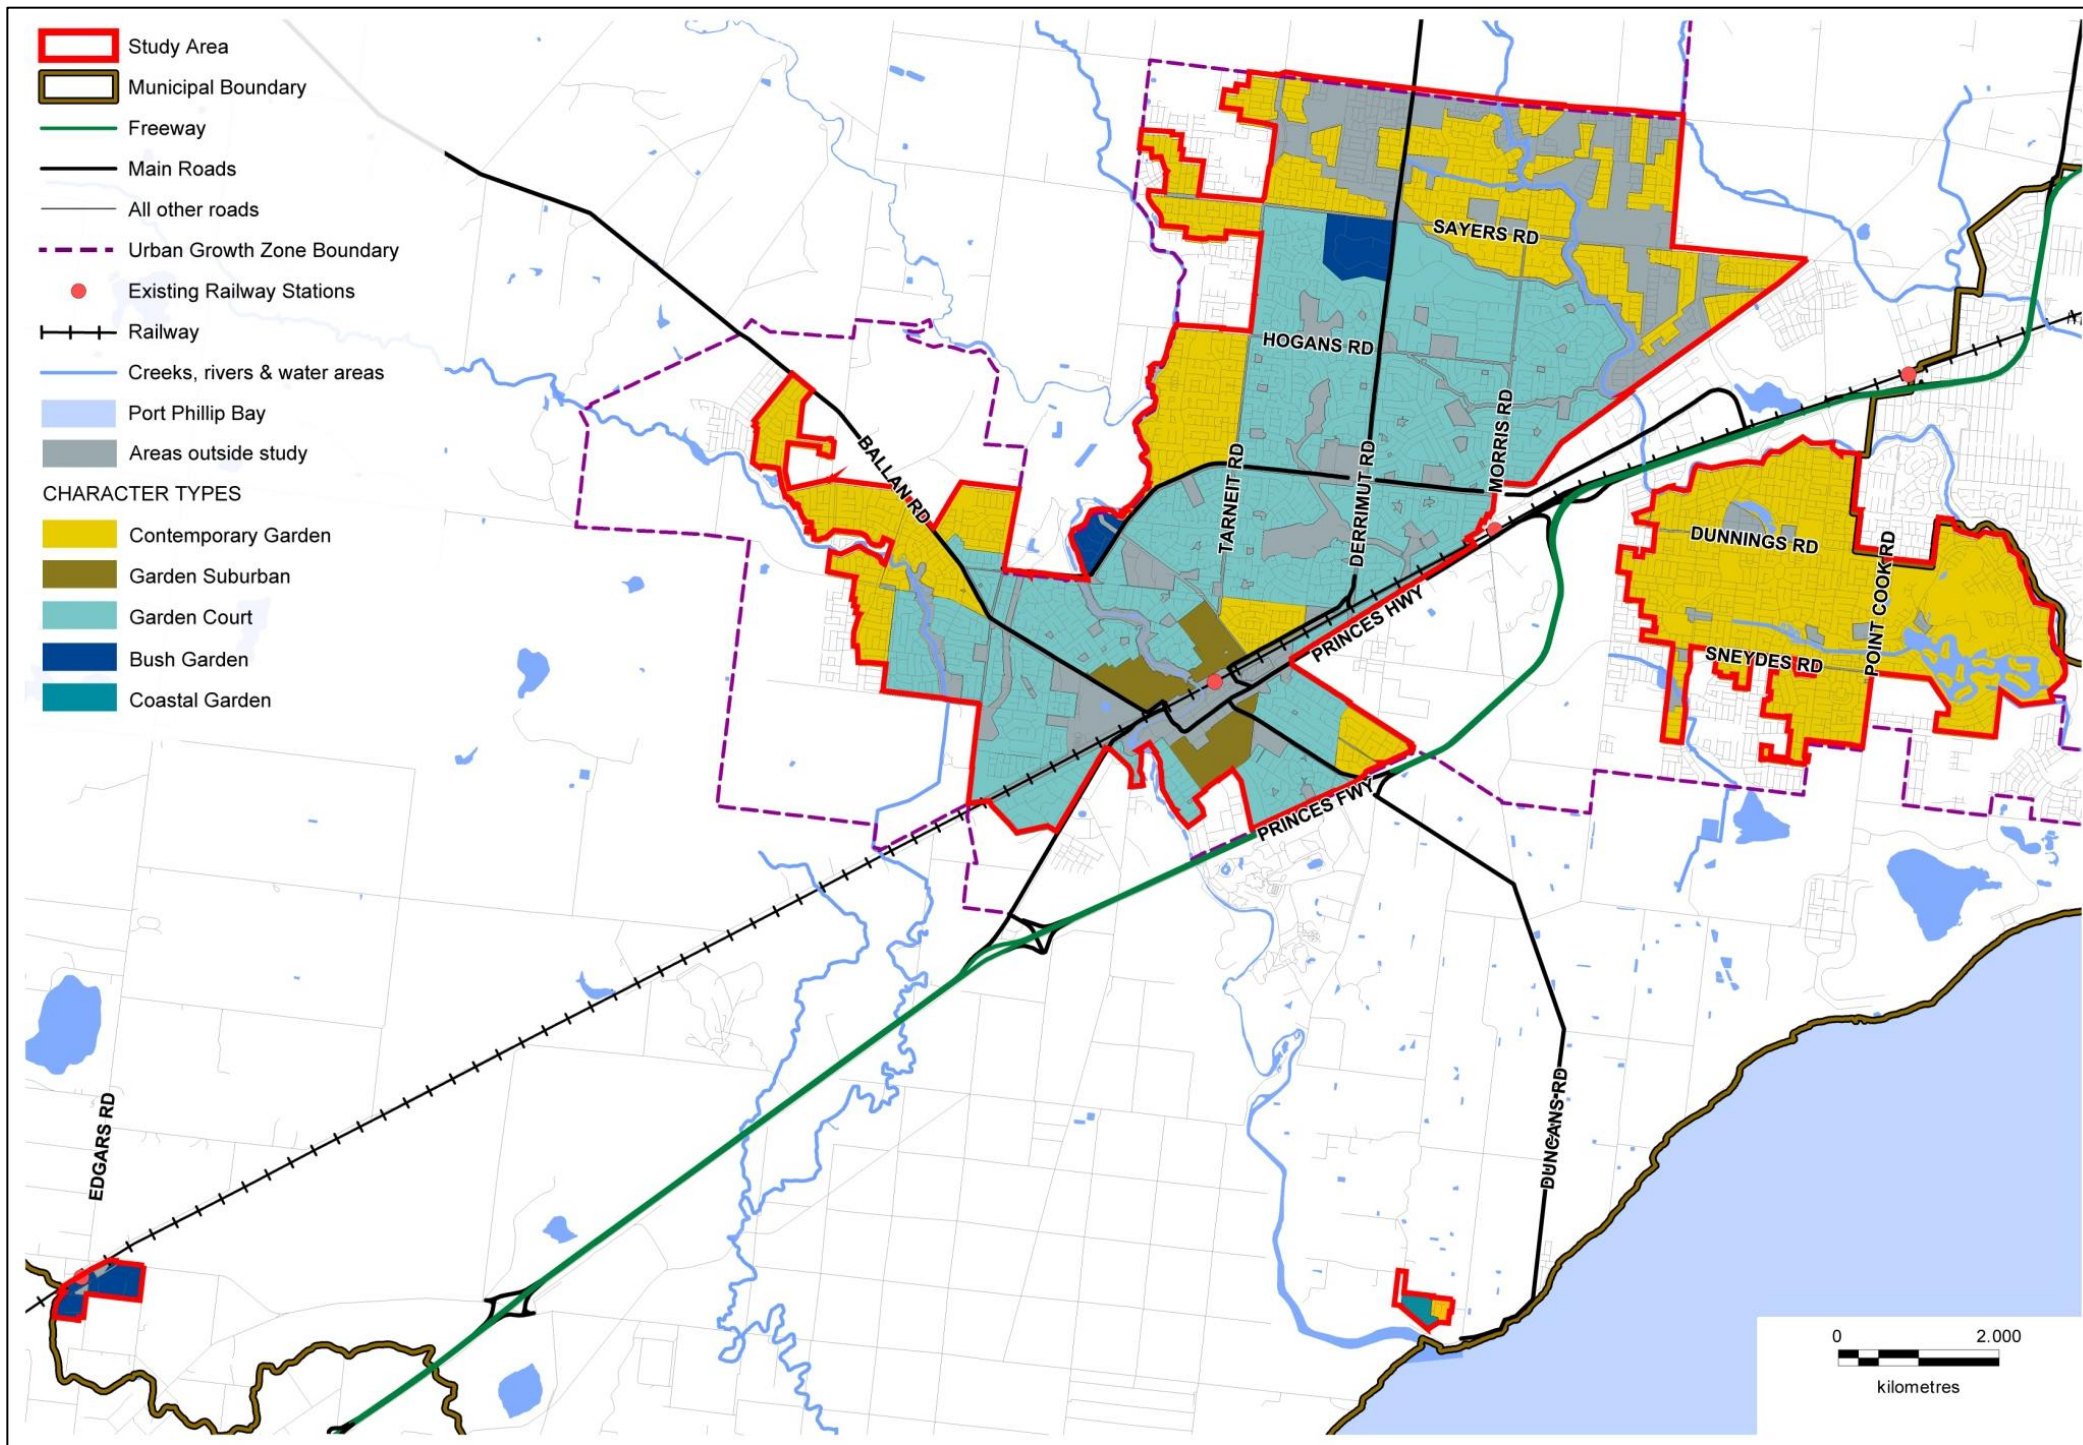 Study Area
Municipal Boundary
Freeway
Main Roads
All other roads
Urban Growth Zone Boundary
Existing Railway Stations
Railway
Creeks, rivers & water areas
Port Phillip Bay
Areas outside study
CHARACTER TYPES
Contemporary Garden
Garden Suburban
Garden Court
Bush Garden
Coastal Garden
SAYERS RD
HOGANS RD
MORRIS RD
BALLAN RD
TARNEIT RD
DERRIMUT RD
DUNNINGS RD
POINT COOK RD
PRINCES HWY
SNEYDES RD
PRINCES FWY
EDGARS RD
DUNCANS RD
0 2.000
kilometres